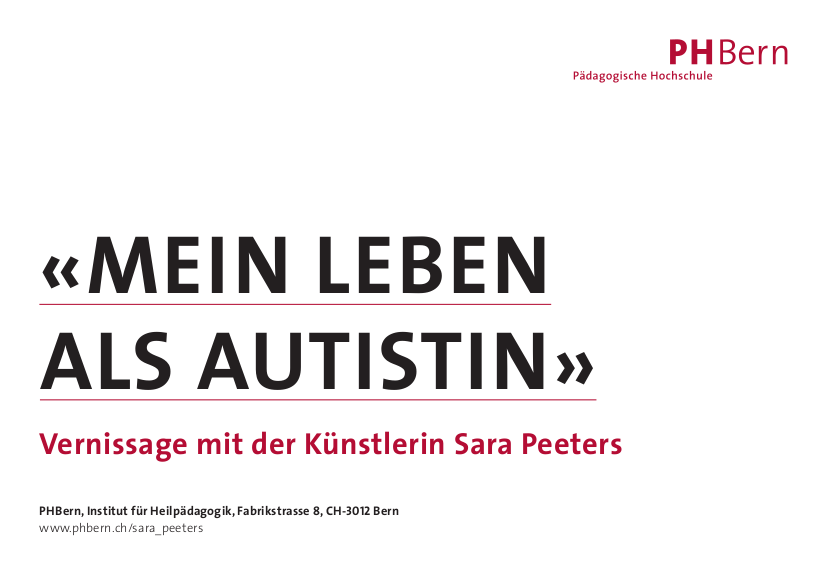 PHBern
Pädagogische Hochschule
«MEIN LEBEN
ALS AUTISTIN»
Vernissage mit der Künstlerin Sara Peeters
PHBern, Institut für Heilpädagogik, Fabrikstrasse 8, CH-3012 Bern
www.phbern.ch/sara_peeters